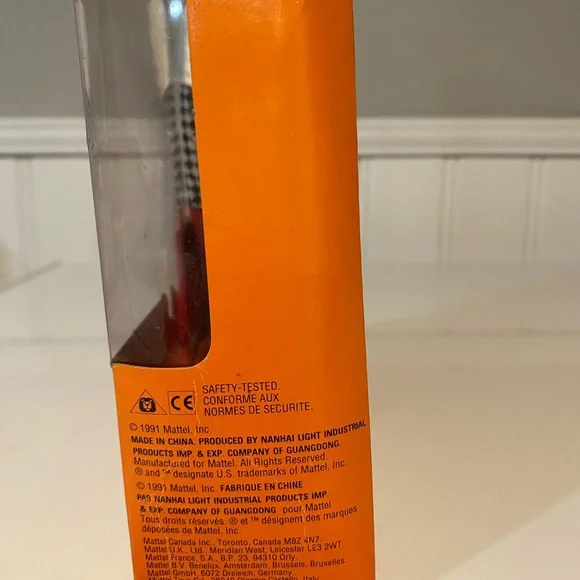 CE
SAFETY-TESTED.
CONFORME AUX
NORMES DE SECURITE.
© 1991 Mattel, Inc.
MADE IN CHINA. PRODUCED BY NANHAI LIGHT INDUSTRIAL
PRODUCTS IMP. & EXP. COMPANY OF GUANGDONG.
Manufactured for Mattel. All Rights Reserved.
® and ™ designate U.S. trademarks of Mattel, Inc.
© 1991 Mattel, Inc. FABRIQUE EN CHINE
PAR NANHAI LIGHT INDUSTRIAL PRODUCTS IMP
& EXP. COMPANY OF GUANGDONG pour Mattel
Tous droits réservés. ® et ™ désignent des marques
déposées de Mattel, Inc.
Mattel Canada Inc., Toronto, Canada M8Z 4N7.
Mattel U.K., Ltd., Meridian West, Leicester LE3 2WT.
Mattel France, S.A., B.P. 23, 94310 Orly.
Mattel B.V. Benelux, Amsterdam, Brussels, Bruxelles
Mattel GmbH, 6072 Dreieich, Germany.